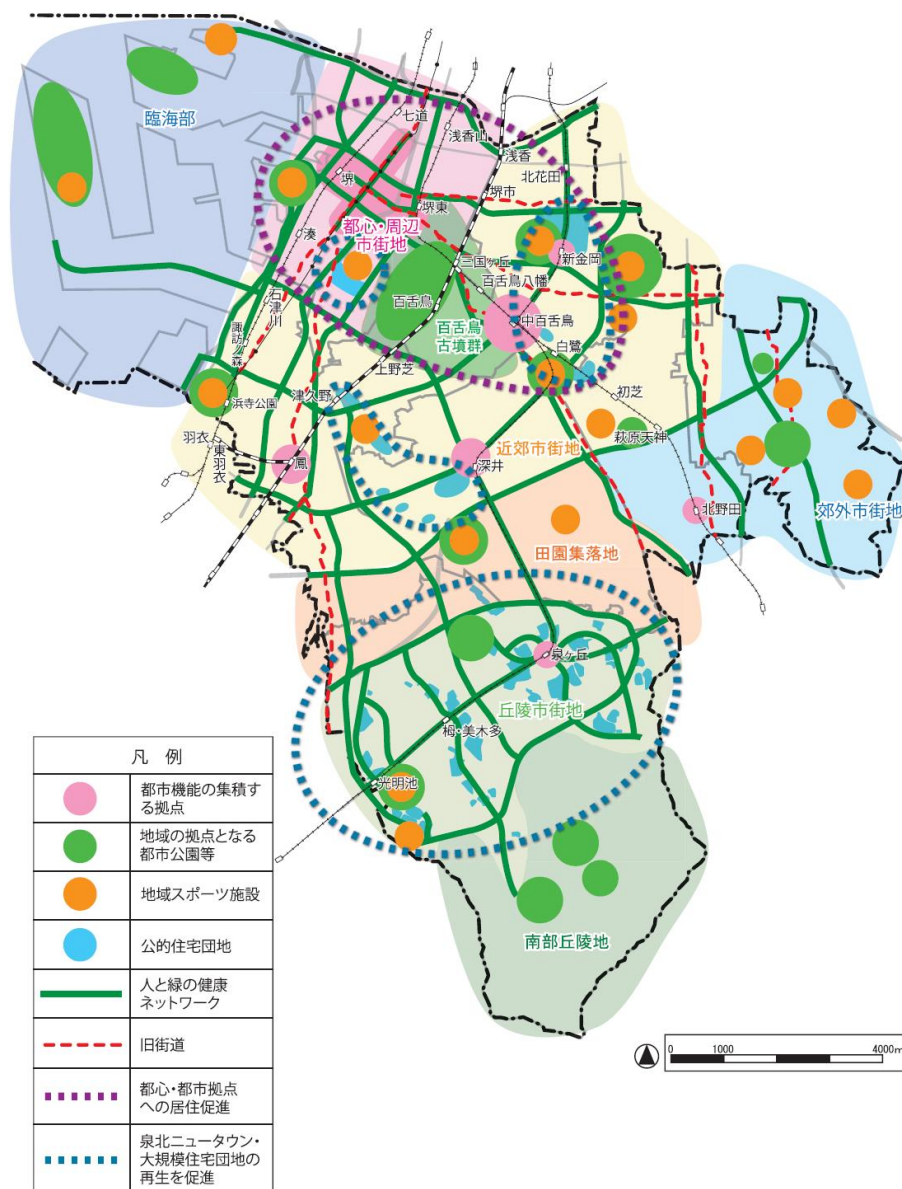 臨海部
七道
浅香山
浅香
北花田
堺
堺東
堺市
都心・周辺
市街地
湊
三国ヶ丘
新金岡
百舌鳥八幡
百舌鳥
中百舌鳥
石津川
百舌鳥
古墳群
諏訪ノ森
上野芝
白鷺
初芝
浜寺公園
津久野
萩原天神
羽衣
東羽衣
鳳
近郊市街地
深井
北野田
郊外市街地
田園集落地
泉ヶ丘
丘陵市街地
栂・美木多
光明池
南部丘陵地
凡 例
都市機能の集積す
る拠点
地域の拠点となる
都市公園等
地域スポーツ施設
公的住宅団地
人と緑の健康
ネットワーク
旧街道
都心・都市拠点
への居住促進
泉北ニュータウン・
大規模住宅団地の
再生を促進
0 1000 4000m